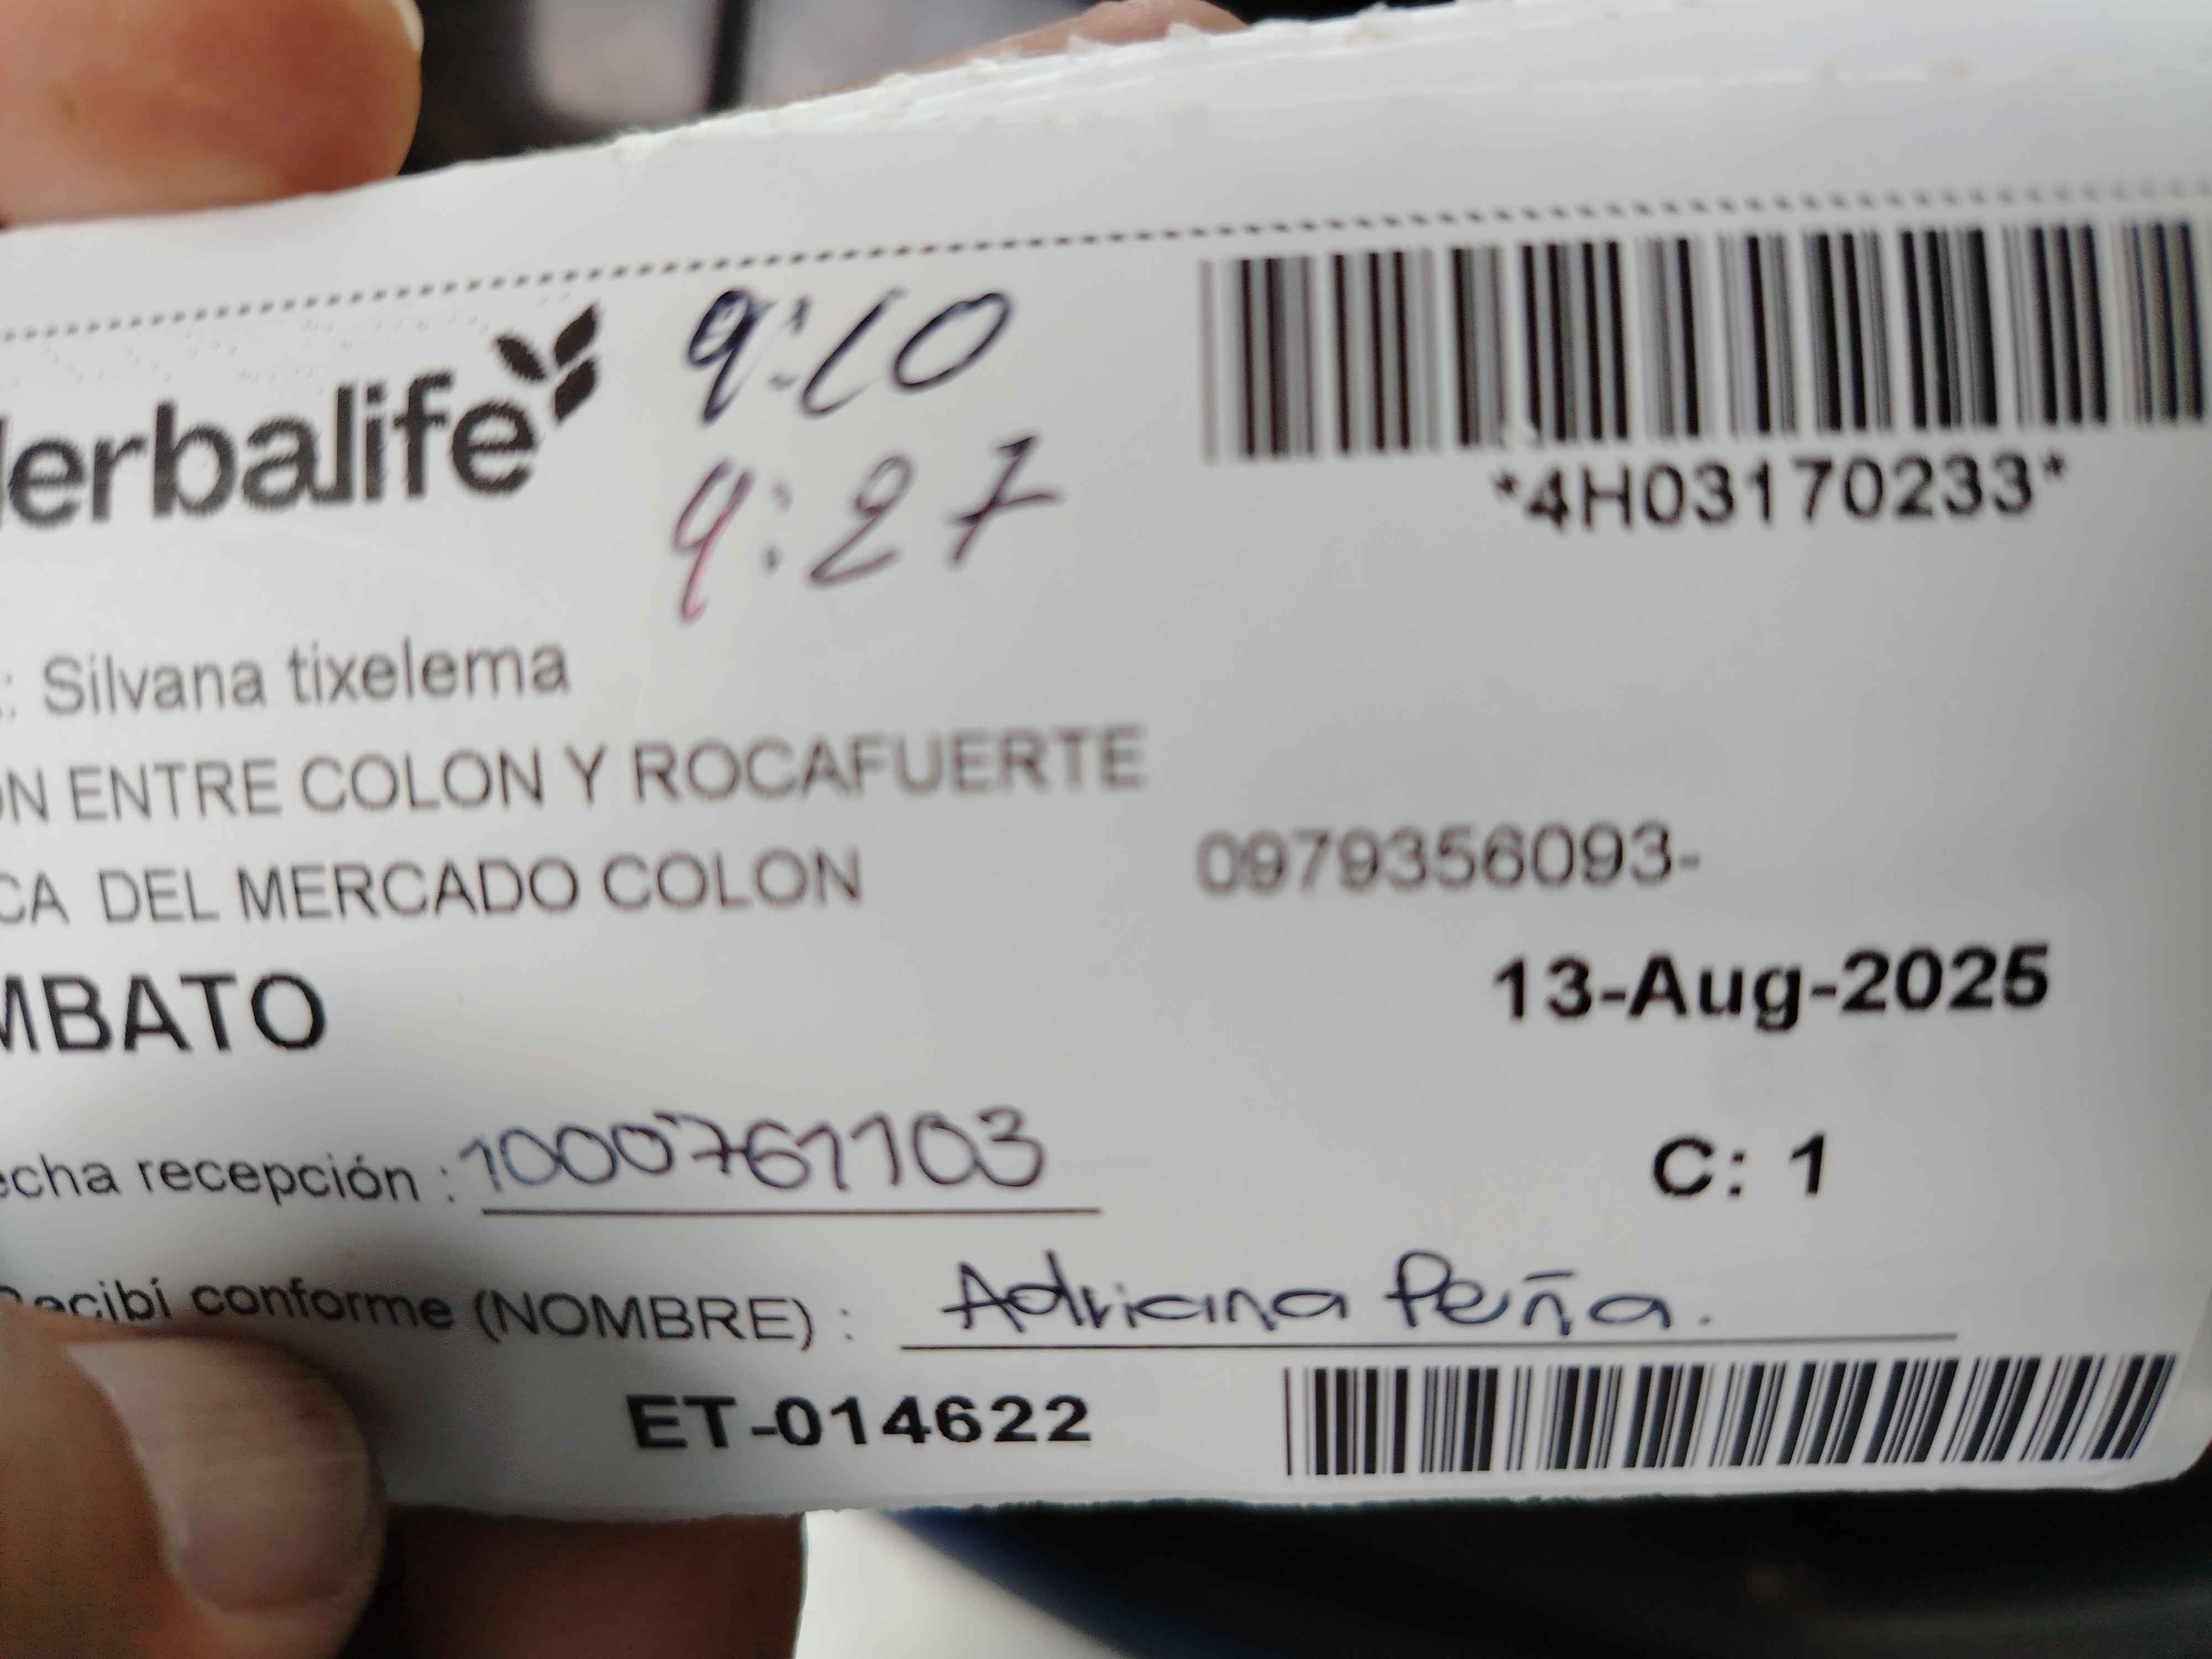 Herbalife
9:10
9:27
*4H03170233*
: Silvana tixelema
ON ENTRE COLON Y ROCAFUERTE
CA DEL MERCADO COLON
0979356093-
MBATO
13-Aug-2025
echa recepción : 1000761103
C: 1
Recibí conforme (NOMBRE) : Adriana Peña.
ET-014622